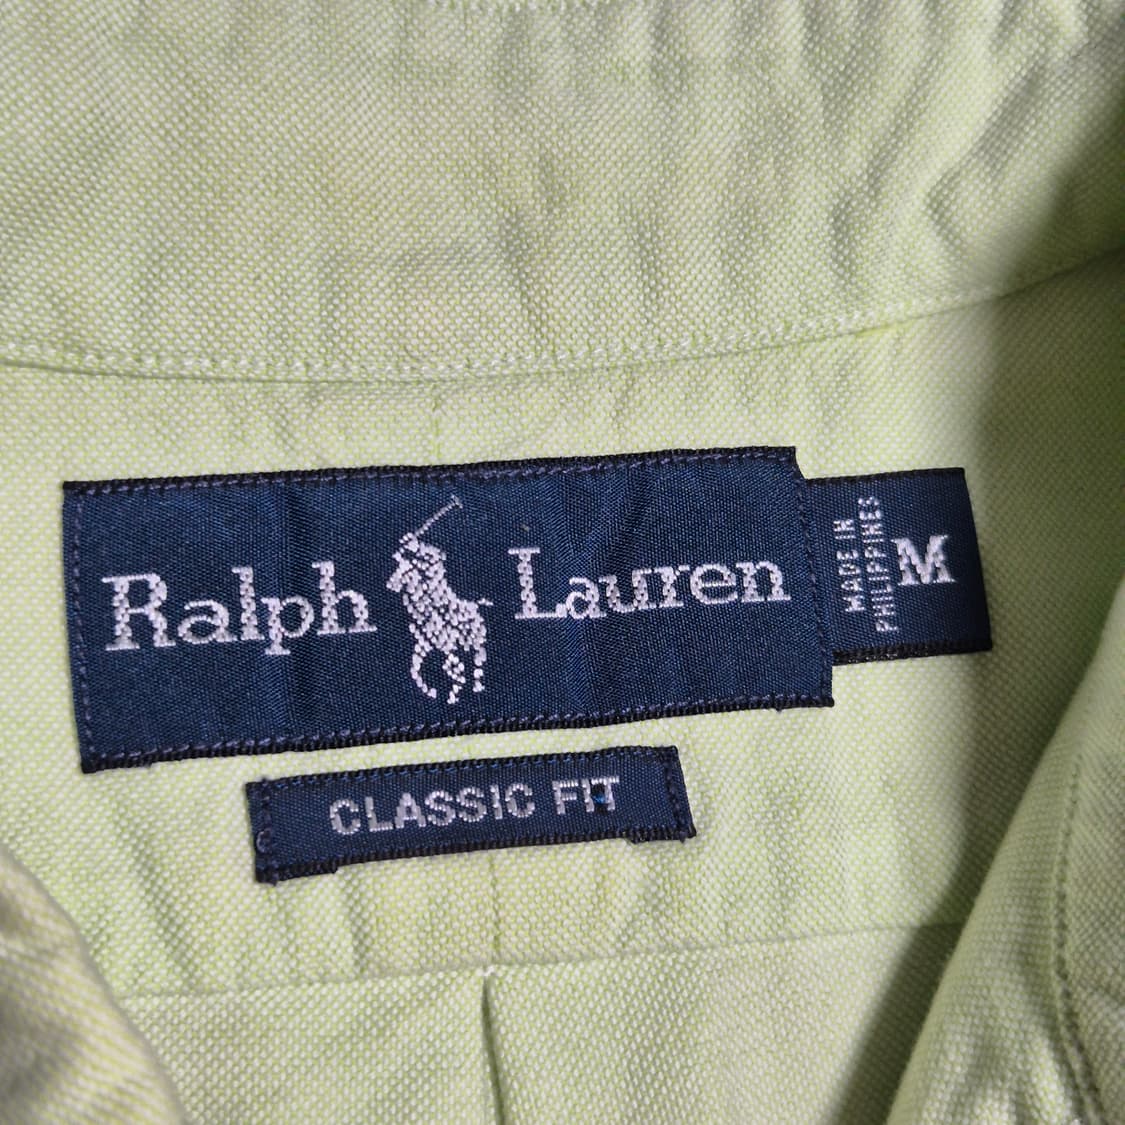 Ralph Lauren
MADE IN
PHILIPPINES
M
CLASSIC FIT